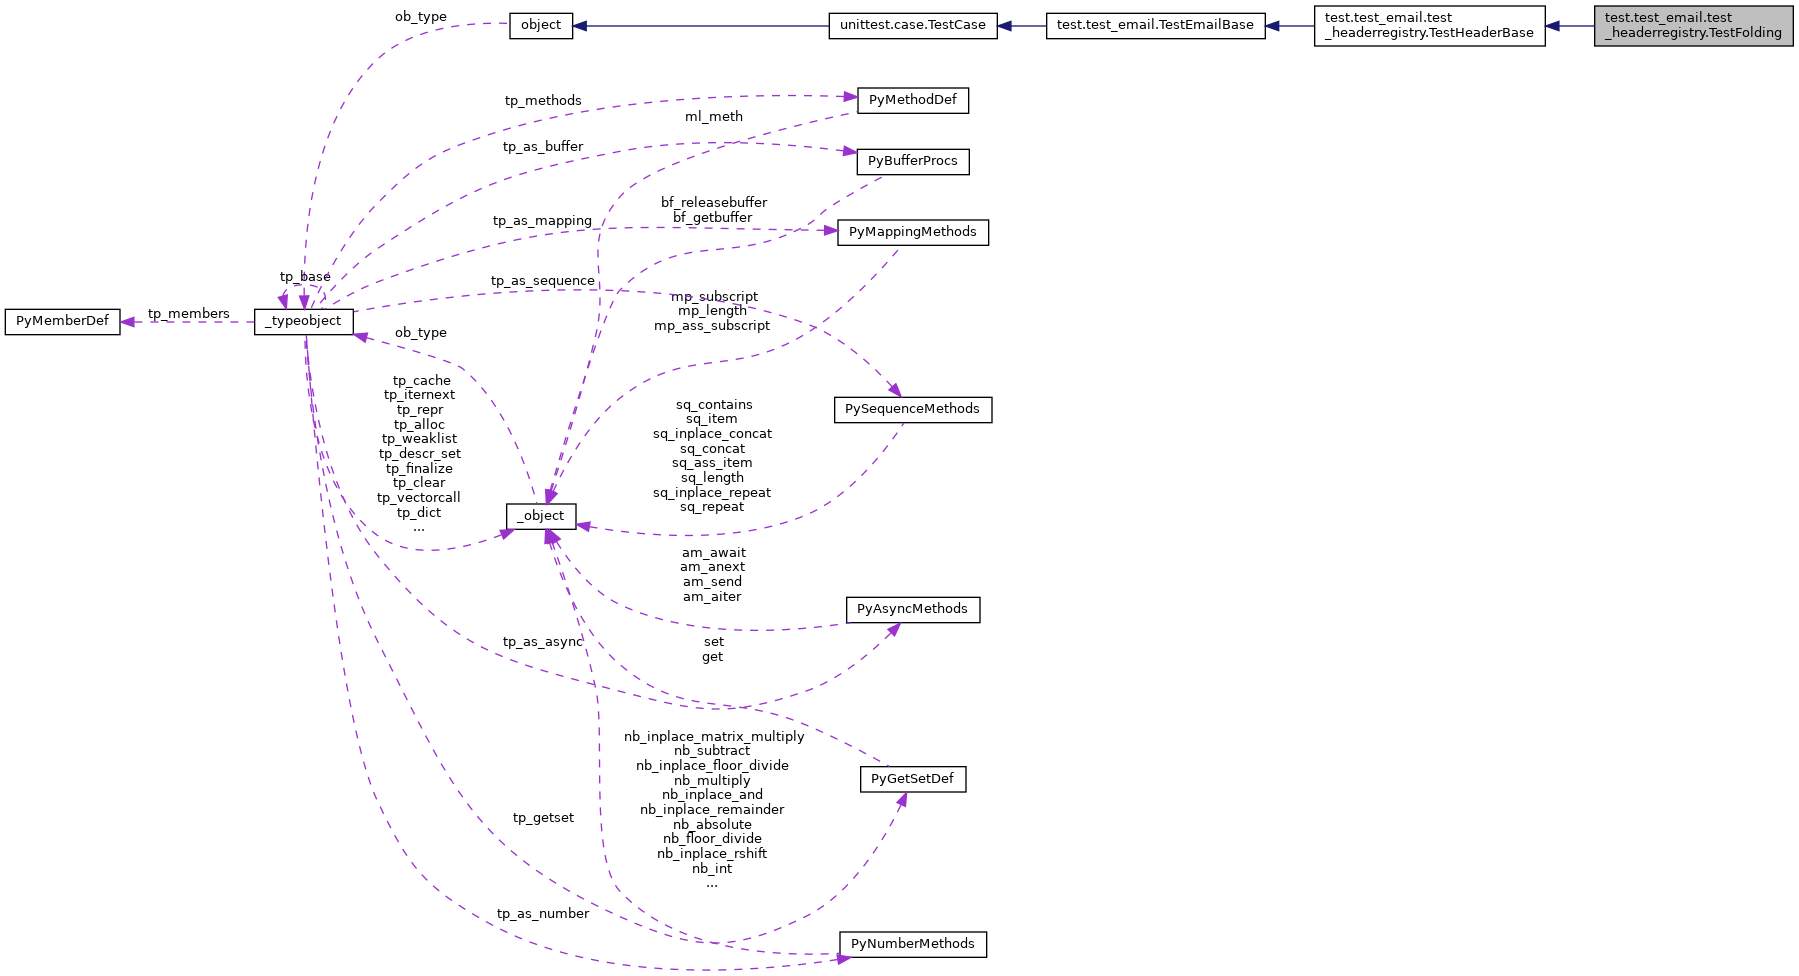 ob_type
object
unittest.case.TestCase
test.test_email.TestEmailBase
test.test_email.test
_headerregistry.TestHeaderBase
test.test_email.test
_headerregistry.TestFolding
tp_methods
PyMethodDef
ml_meth
tp_as_buffer
PyBufferProcs
bf_releasebuffer
bf_getbuffer
tp_as_mapping
PyMappingMethods
tp_base
tp_as_sequence
mp_subscript
mp_length
mp_ass_subscript
PyMemberDef
tp_members
_typeobject
ob_type
tp_cache
tp_iternext
tp_repr
tp_alloc
tp_weaklist
tp_descr_set
tp_finalize
tp_clear
tp_vectorcall
tp_dict
...
sq_contains
sq_item
sq_inplace_concat
sq_concat
sq_ass_item
sq_length
sq_inplace_repeat
sq_repeat
PySequenceMethods
_object
am_await
am_anext
am_send
am_aiter
PyAsyncMethods
tp_as_async
set
get
nb_inplace_matrix_multiply
nb_subtract
nb_inplace_floor_divide
nb_multiply
nb_inplace_and
nb_inplace_remainder
nb_absolute
nb_floor_divide
nb_inplace_rshift
nb_int
...
PyGetSetDef
tp_getset
tp_as_number
PyNumberMethods